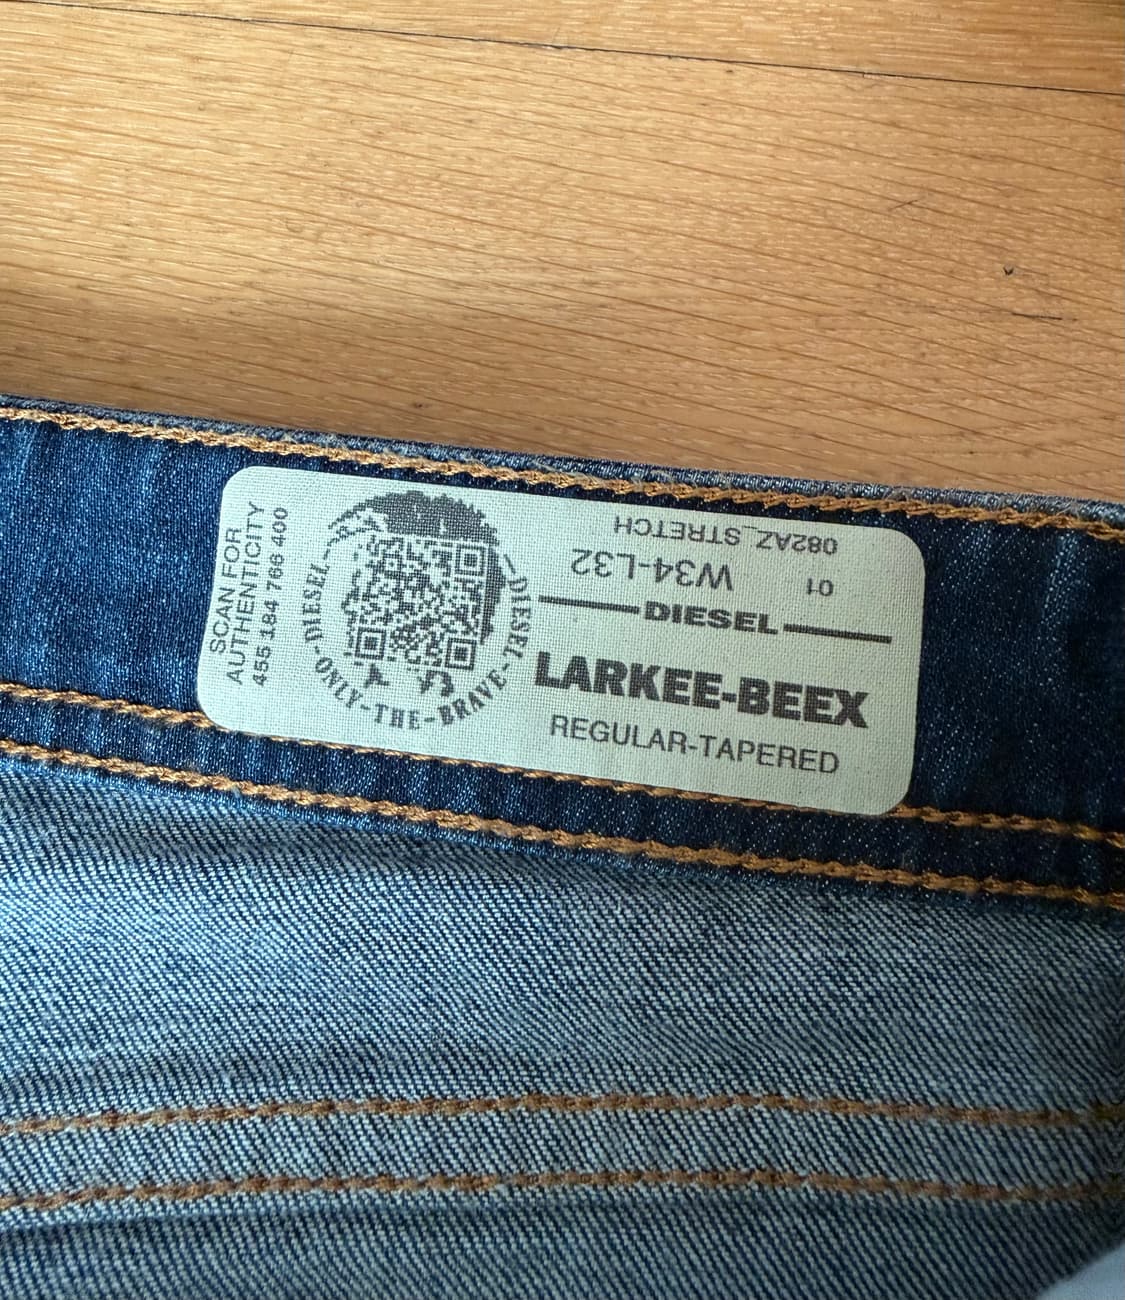 SCAN FOR
AUTHENTICITY
455 184 766 400
DIESEL-ONLY-THE-BRAVE-DIESEL
082AZ_STRETCH
01 W34-L32
DIESEL
LARKEE-BEEX
REGULAR-TAPERED